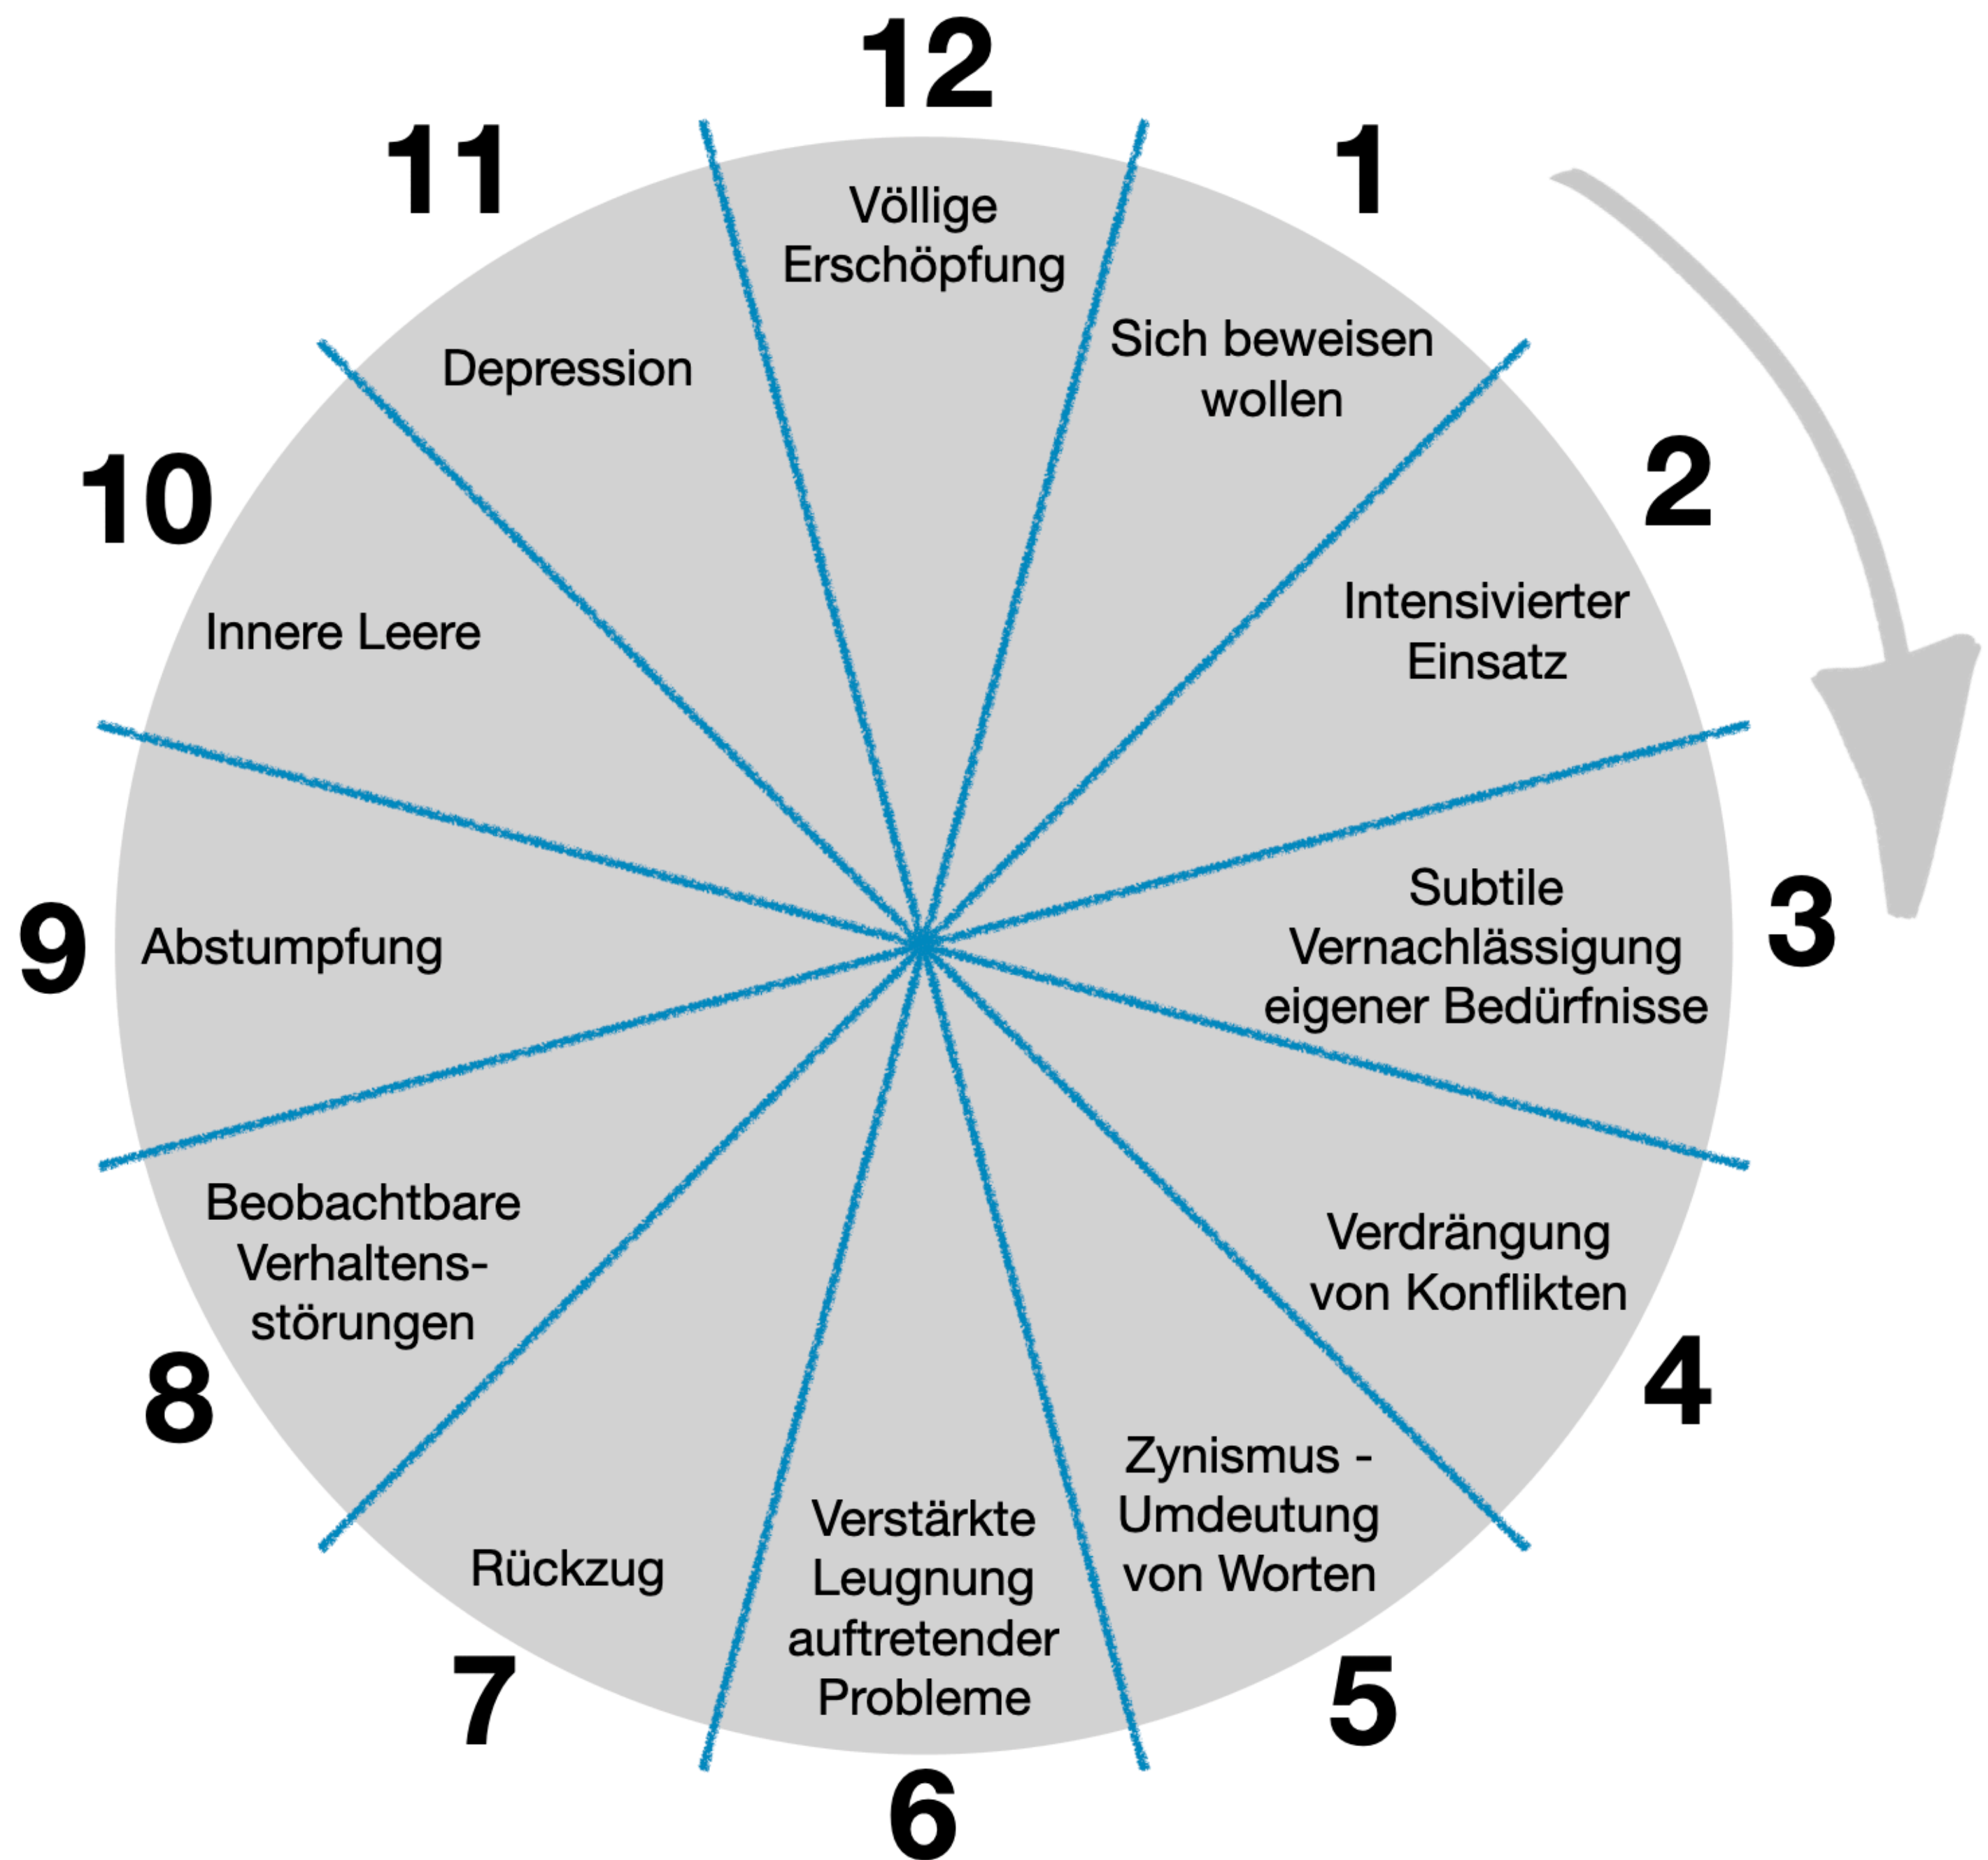 12
Völlige
Erschöpfung
1
Sich beweisen
wollen
2
Intensivierter
Einsatz
3
Subtile
Vernachlässigung
eigener Bedürfnisse
4
Verdrängung
von Konflikten
5
Zynismus -
Umdeutung
von Worten
6
Verstärkte
Leugnung
auftretender
Probleme
7
Rückzug
8
Beobachtbare
Verhaltens-
störungen
9
Abstumpfung
10
Innere Leere
11
Depression